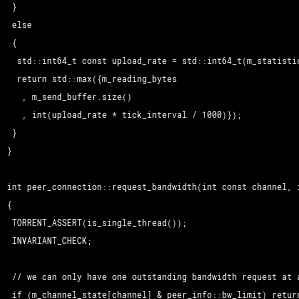 }
else
{
std::int64_t const upload_rate = std::int64_t(m_statistic
return std::max({m_reading_bytes
, m_send_buffer.size()
, int(upload_rate * tick_interval / 1000)});
}
}
int peer_connection::request_bandwidth(int const channel,
{
TORRENT_ASSERT(is_single_thread());
INVARIANT_CHECK;
// we can only have one outstanding bandwidth request at a
if (m_channel_state[channel] & peer_info::bw_limit) return